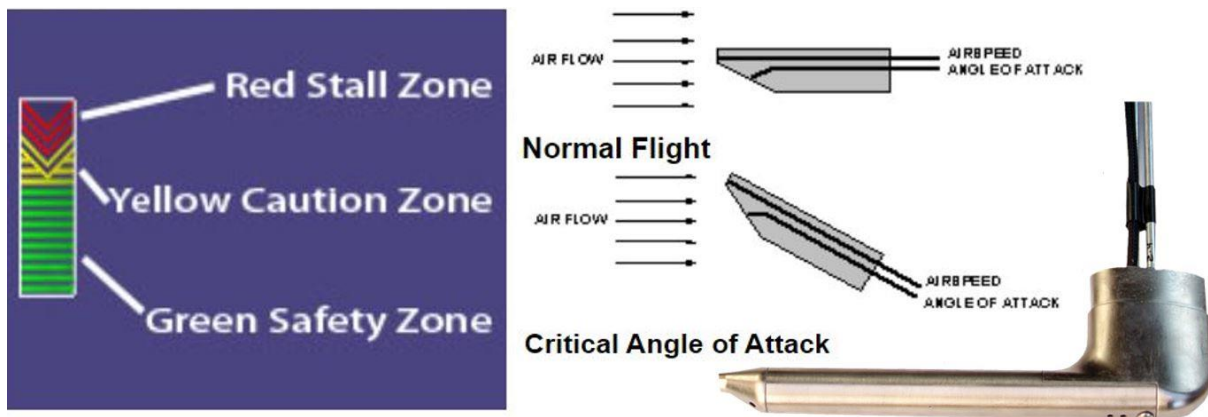 Red Stall Zone
Yellow Caution Zone
Green Safety Zone
AIR FLOW
AIRSPEED
ANGLE OF ATTACK
Normal Flight
AIR FLOW
AIRSPEED
ANGLE OF ATTACK
Critical Angle of Attack